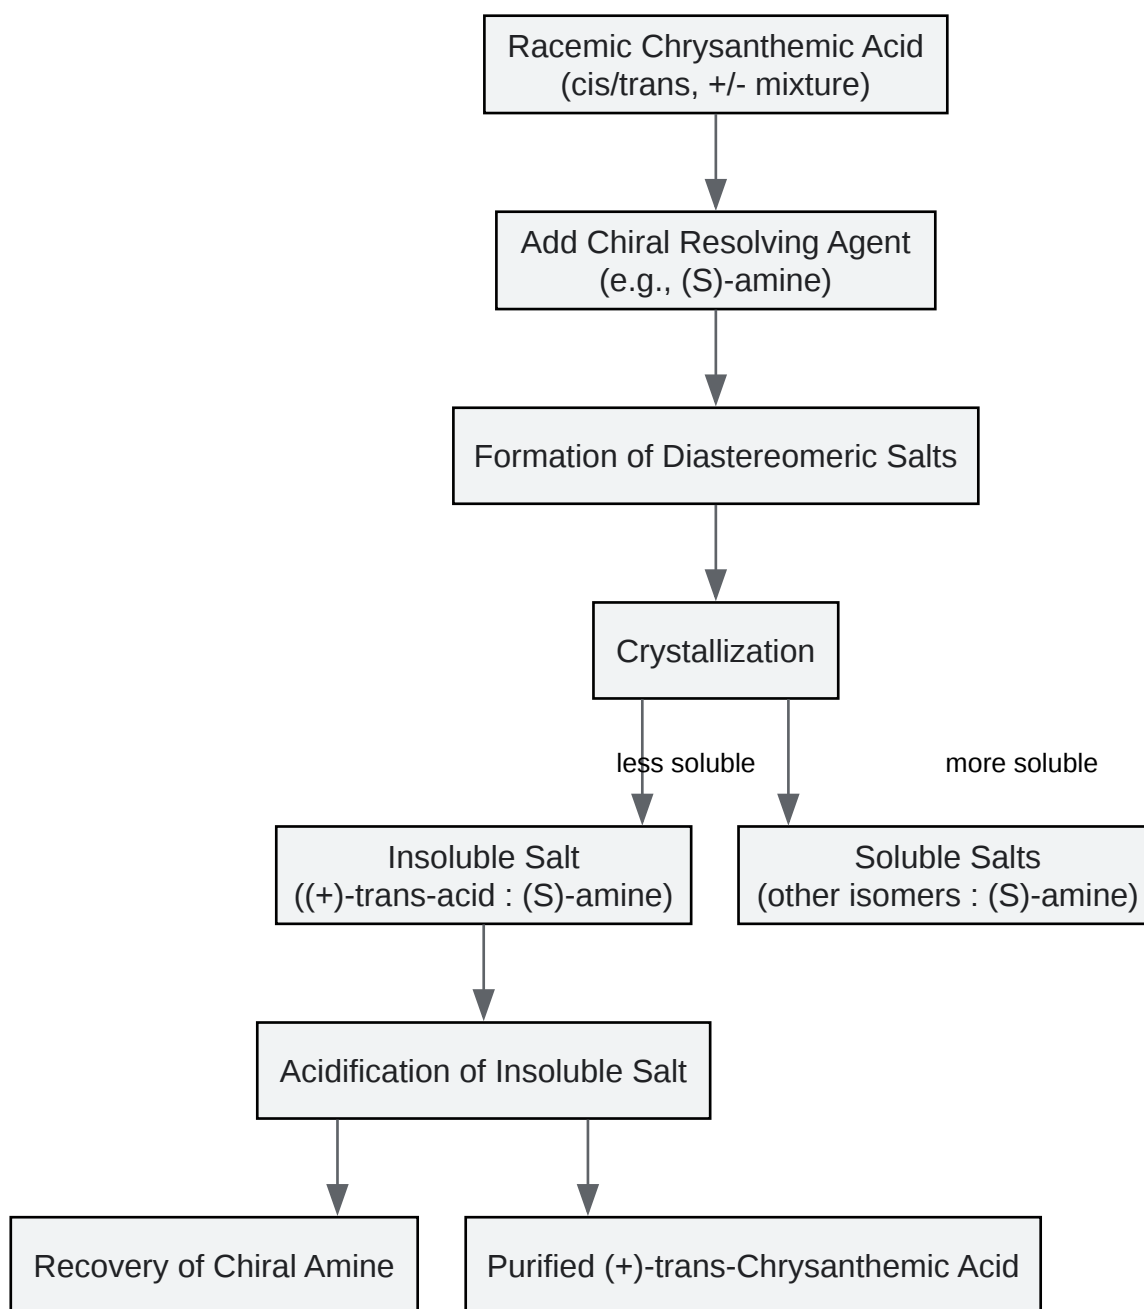 Racemic Chrysanthemic Acid
(cis/trans, +/- mixture)
Add Chiral Resolving Agent
(e.g., (S)-amine)
Formation of Diastereomeric Salts
Crystallization
less soluble
more soluble
Insoluble Salt
((+)-trans-acid : (S)-amine)
Soluble Salts
(other isomers : (S)-amine)
Acidification of Insoluble Salt
Recovery of Chiral Amine
Purified (+)-trans-Chrysanthemic Acid